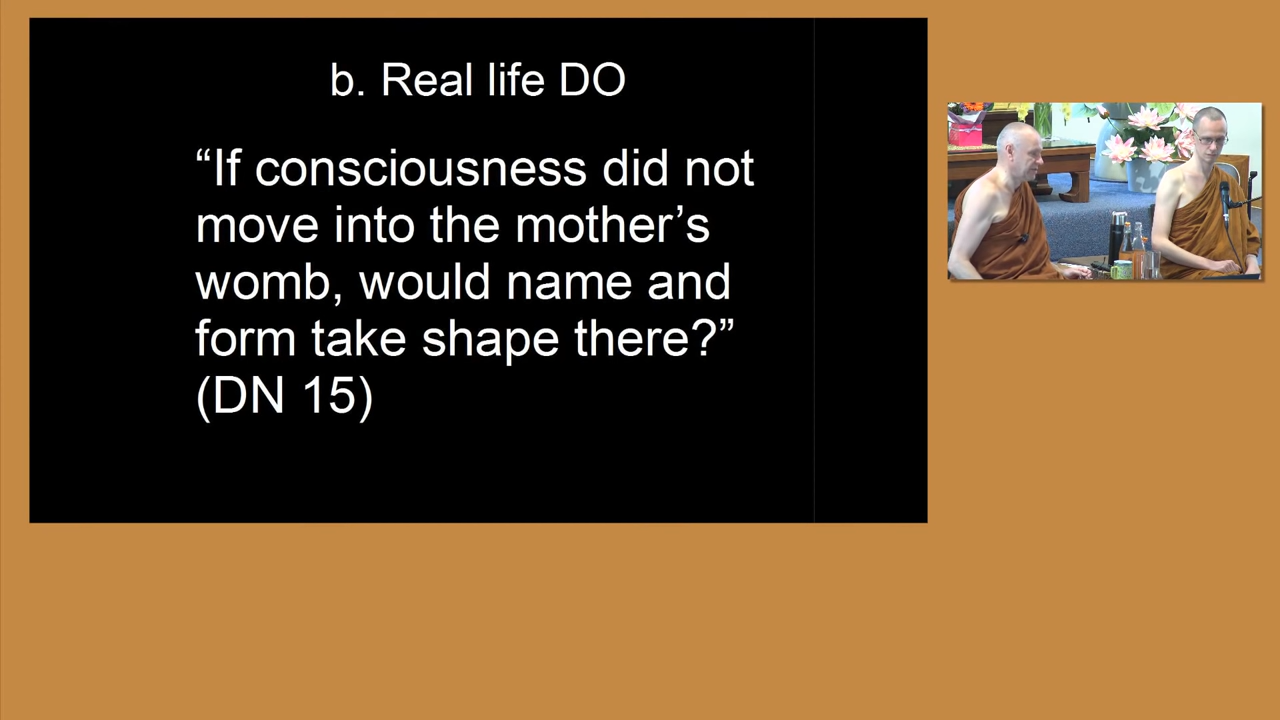 b. Real life DO
“If consciousness did not
move into the mother’s
womb, would name and
form take shape there?”
(DN 15)